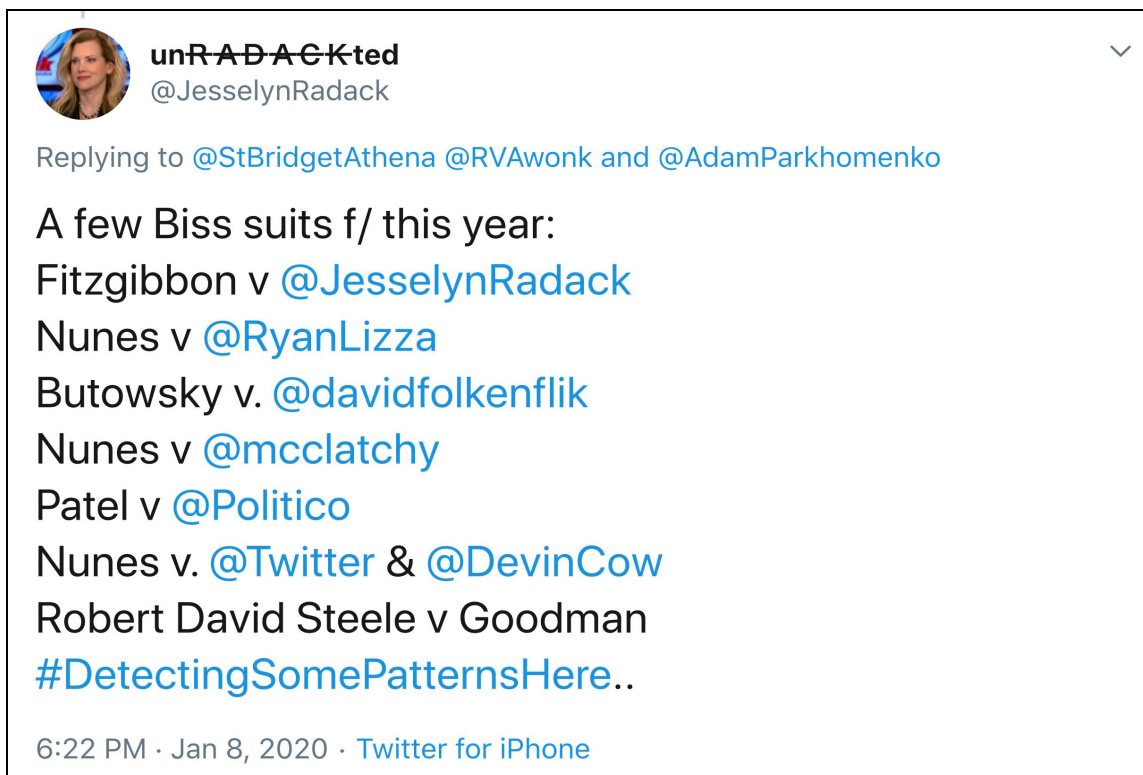 unRADACKted
@JesselynRadack
Replying to @StBridgetAthena @RVAwonk and @AdamParkhomenko
A few Biss suits f/ this year:
Fitzgibbon v @JesselynRadack
Nunes v @RyanLizza
Butowsky v. @davidfolkenflik
Nunes v @mcclatchy
Patel v @Politico
Nunes v. @Twitter & @DevinCow
Robert David Steele v Goodman
#DetectingSomePatternsHere..
6:22 PM · Jan 8, 2020 · Twitter for iPhone